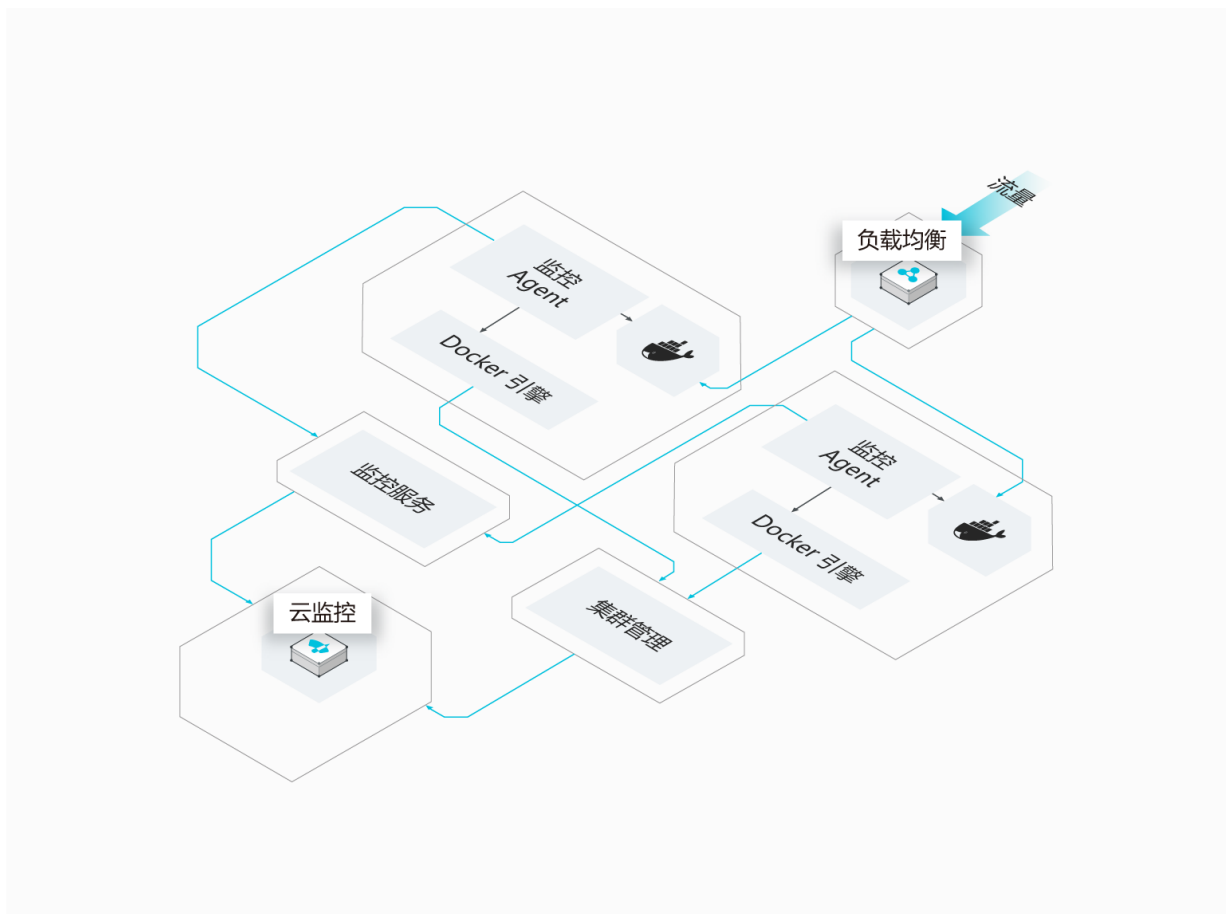 流量
负载均衡
监控
Agent
Docker 引擎
监控
Agent
Docker 引擎
监控服务
集群管理
云监控